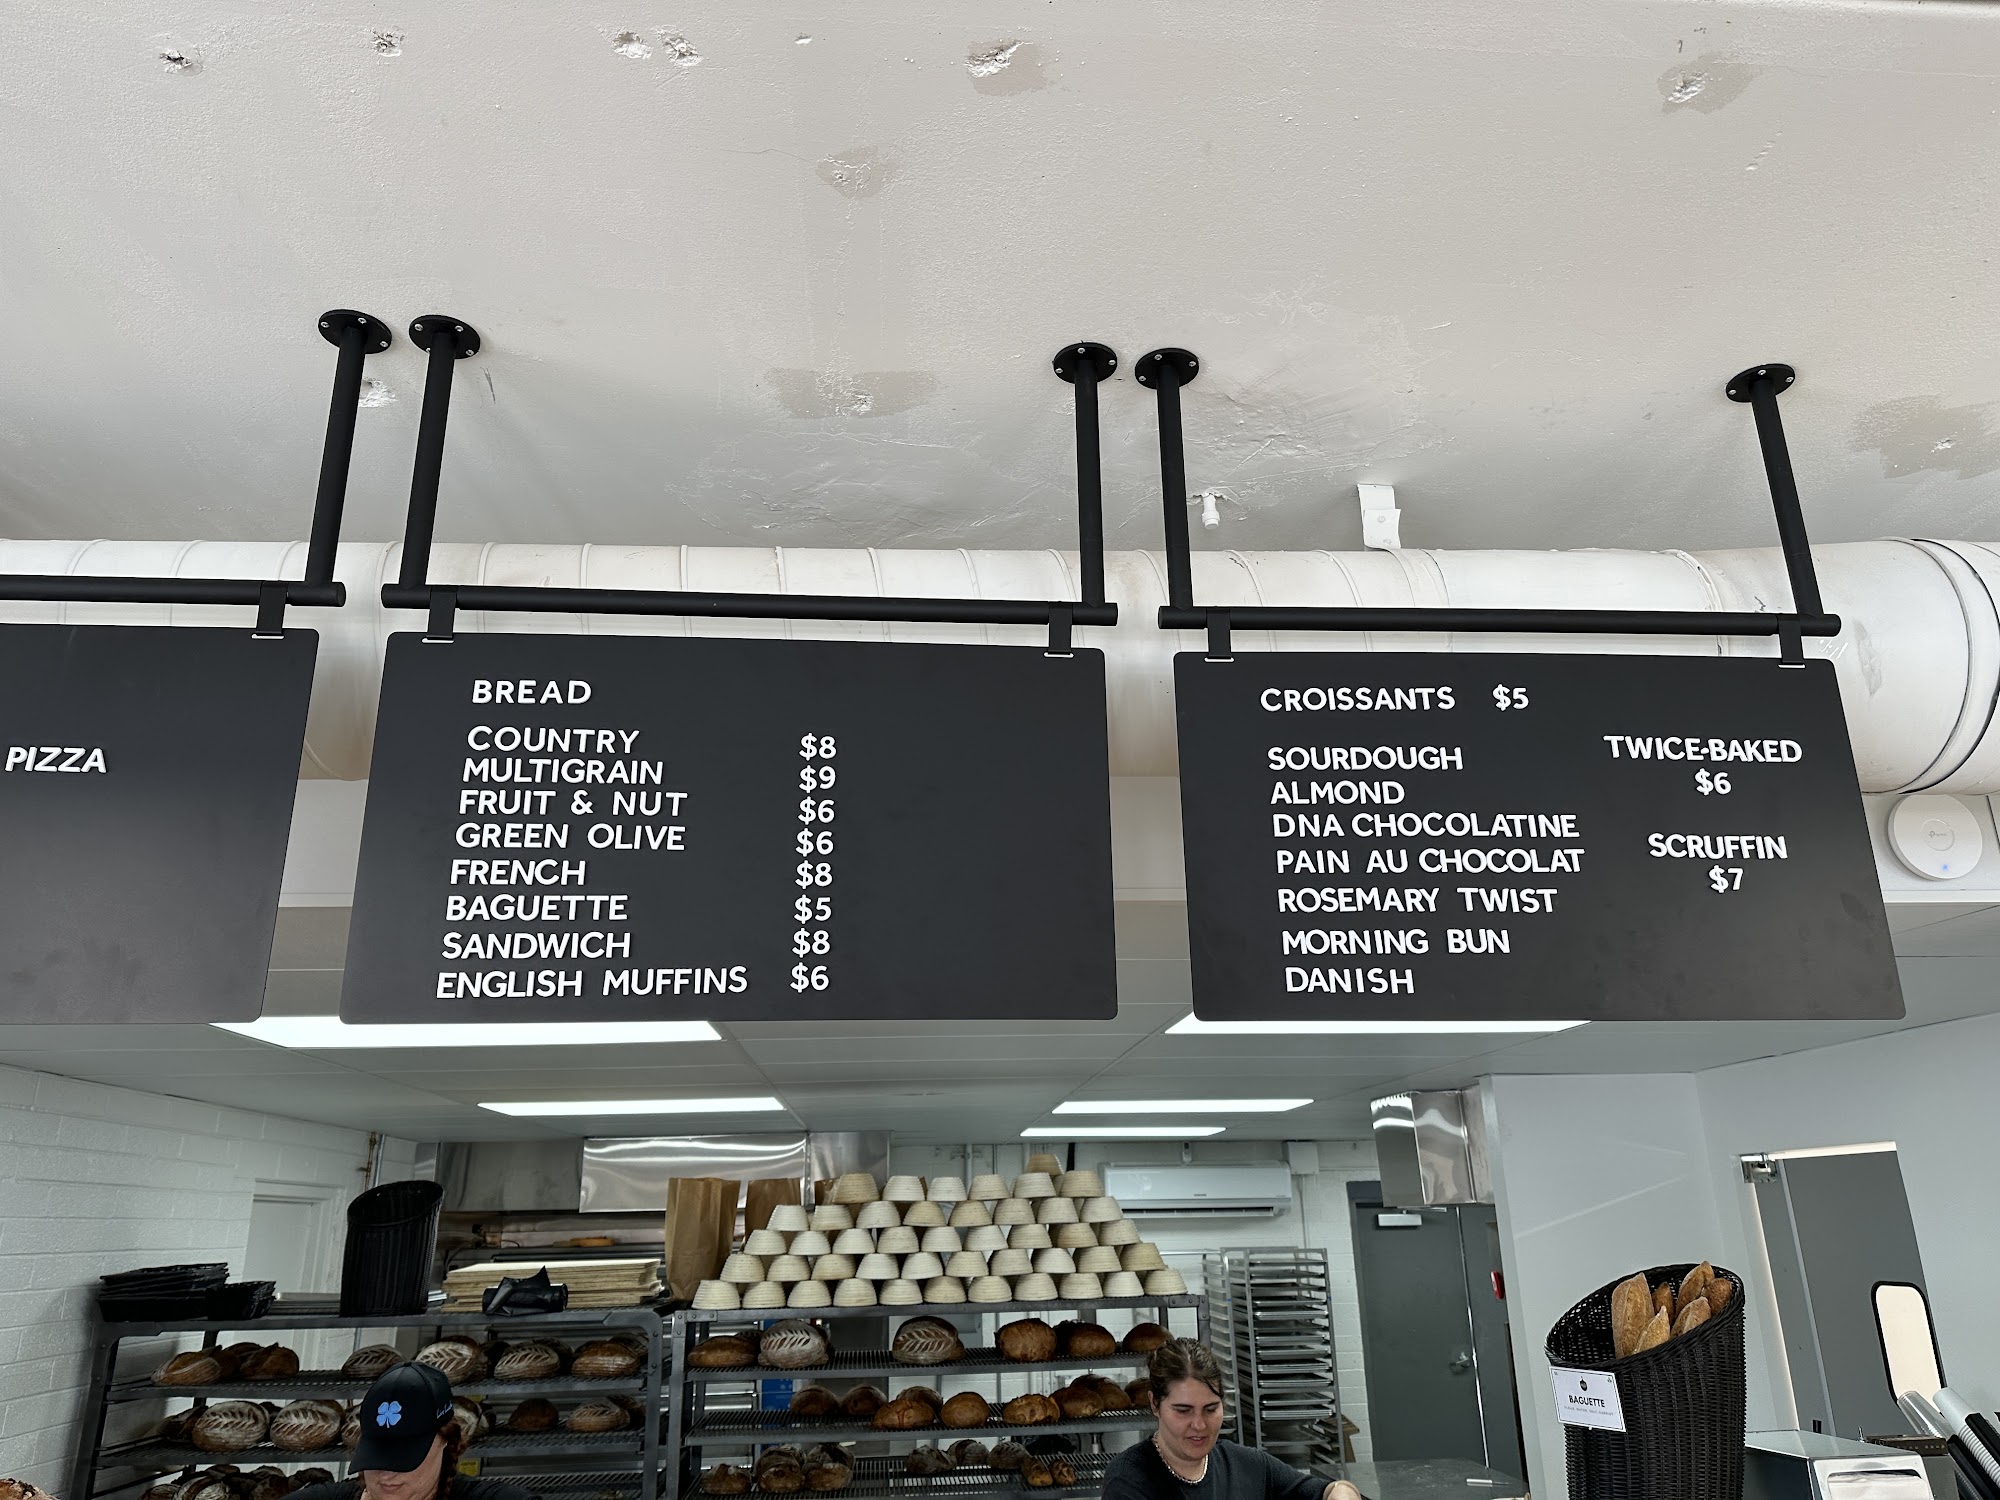 PIZZA
BREAD
COUNTRY $8
MULTIGRAIN $9
FRUIT & NUT $6
GREEN OLIVE $6
FRENCH $8
BAGUETTE $5
SANDWICH $8
ENGLISH MUFFINS $6
CROISSANTS $5
SOURDOUGH
ALMOND
DNA CHOCOLATINE
PAIN AU CHOCOLAT
ROSEMARY TWIST
MORNING BUN
DANISH
TWICE-BAKED
$6
SCRUFFIN
$7
BAGUETTE